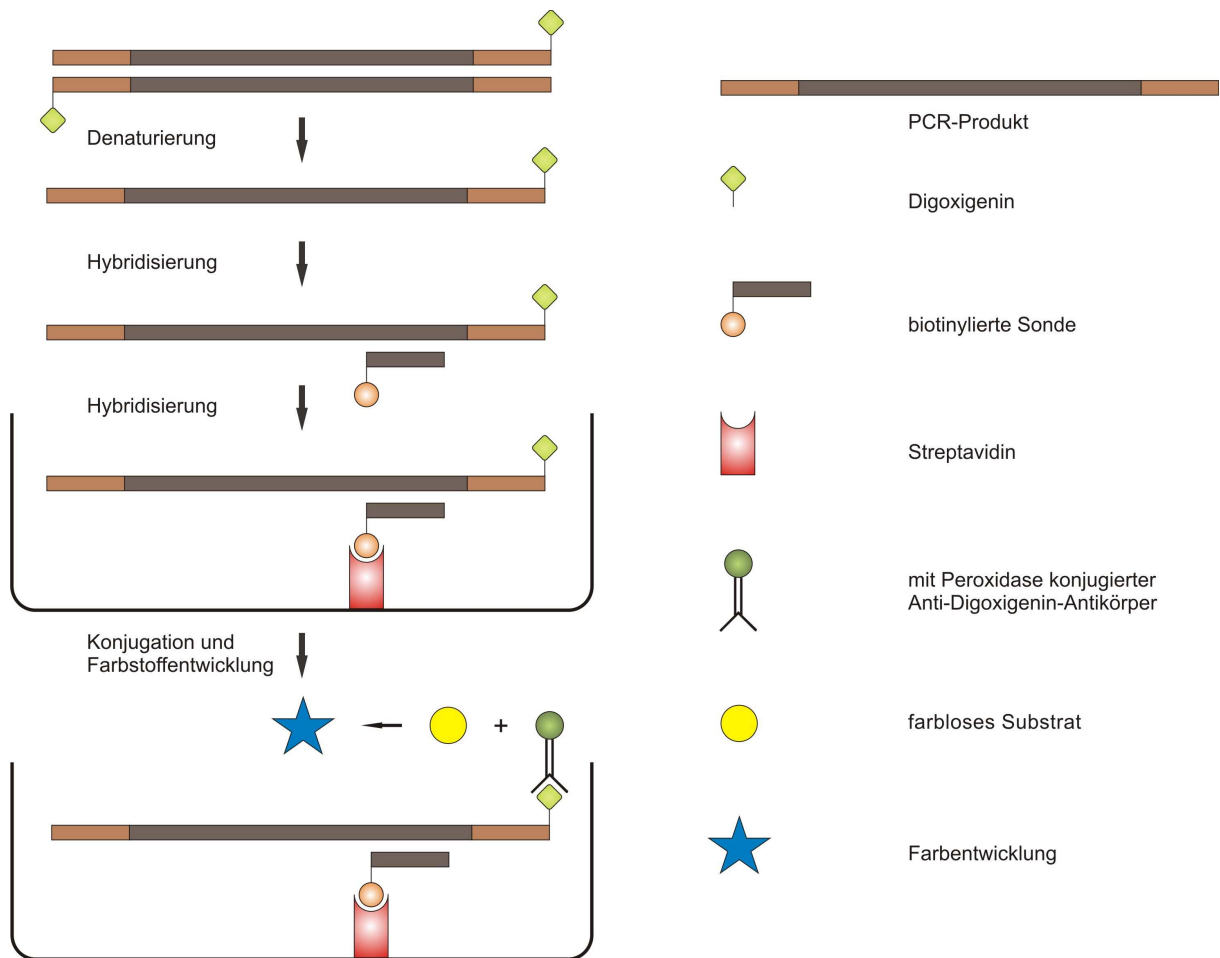 Denaturierung
Hybridisierung
Hybridisierung
Konjugation und
Farbstoffentwicklung
+
PCR-Produkt
Digoxigenin
biotinylierte Sonde
Streptavidin
mit Peroxidase konjugierter
Anti-Digoxigenin-Antikörper
farbloses Substrat
Farbentwicklung